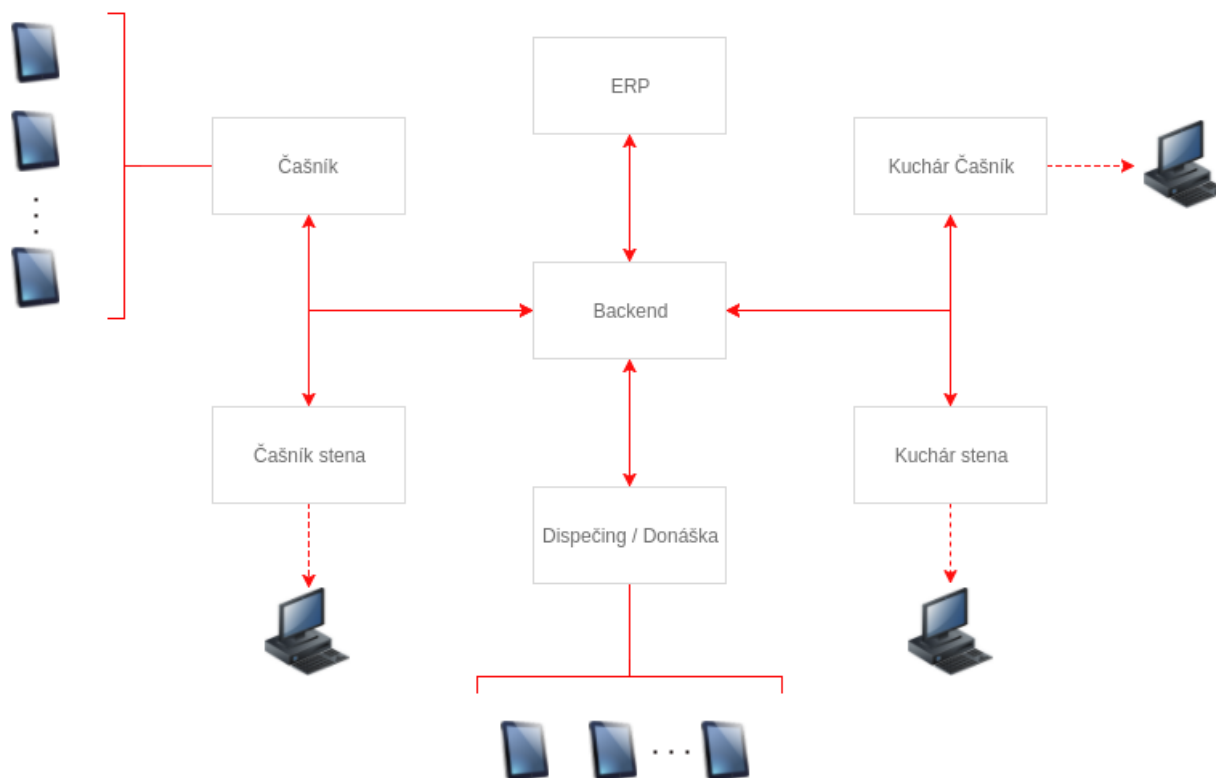 ERP
Čašník
Kuchár Čašník
Backend
Čašník stena
Kuchár stena
Dispečing / Donáška